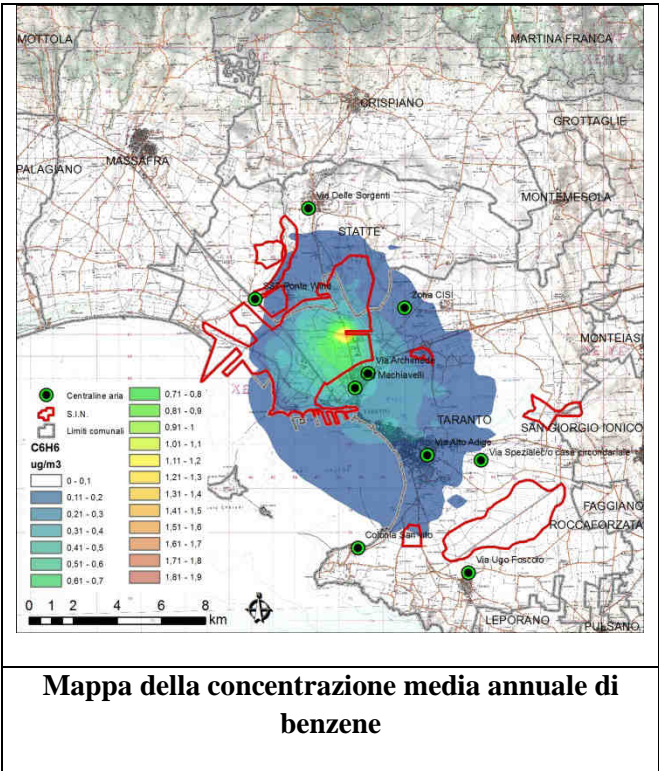 MOTTOLA
MARTINA FRANCA
CRISPIANO
GROTTAGLIE
MASSAFRA
PALAGIANO
MONTEMESOLA
Via Delle Sorgenti
STATTE
SST Ponte Wind
Zona CISI
MONTEIASI
Via Archimede
Machiavelli
TARANTO
SAN GIORGIO IONICO
Via Alto Adige
Via Speziale c/o casa circondariale
FAGGIANO
ROCCAFORZATA
Colonia San Vito
Via Ugo Foscolo
LEPORANO
PULSANO
Centraline aria
S.I.N.
Limiti comunali
C6H6
ug/m3
0 - 0,1
0,11 - 0,2
0,21 - 0,3
0,31 - 0,4
0,41 - 0,5
0,51 - 0,6
0,61 - 0,7
0,71 - 0,8
0,81 - 0,9
0,91 - 1
1,01 - 1,1
1,11 - 1,2
1,21 - 1,3
1,31 - 1,4
1,41 - 1,5
1,51 - 1,6
1,61 - 1,7
1,71 - 1,8
1,81 - 1,9
0 1 2 4 6 8
km
Mappa della concentrazione media annuale di
benzene